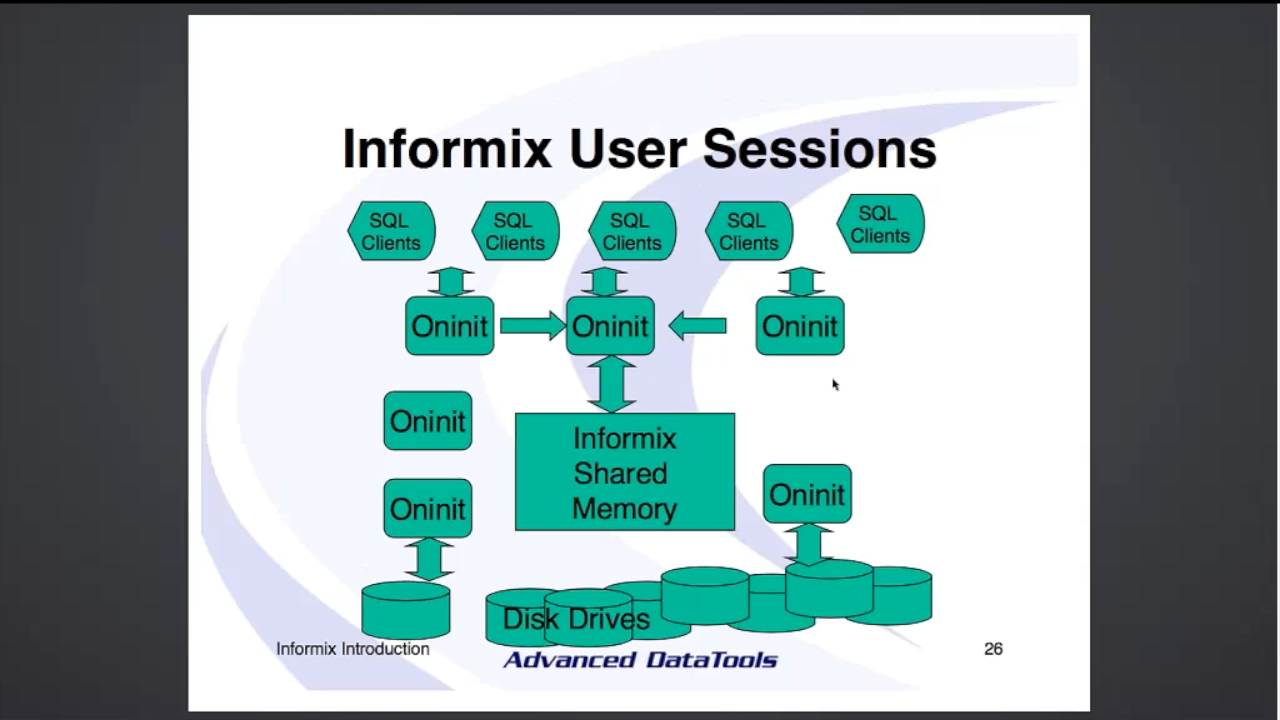 Informix User Sessions
SQL
Clients
SQL
Clients
SQL
Clients
SQL
Clients
SQL
Clients
Oninit
Oninit
Oninit
Oninit
Informix
Shared
Memory
Oninit
Oninit
Disk Drives
Informix Introduction
Advanced DataTools
26